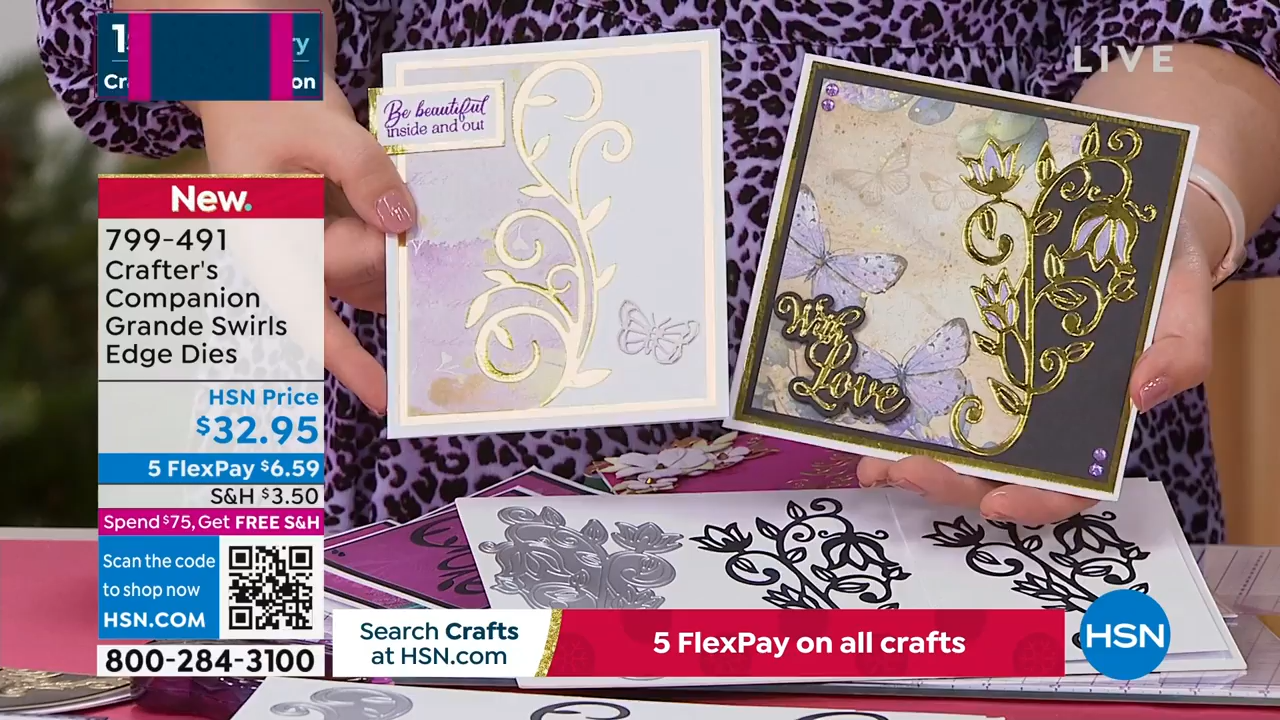 LIVE
Be beautiful
inside and out
With
Love
New.
799-491
Crafter's
Companion
Grande Swirls
Edge Dies
HSN Price
$32.95
5 FlexPay $6.59
S&H $3.50
Spend $75, Get FREE S&H
Scan the code
to shop now
HSN.COM
800-284-3100
Search Crafts
at HSN.com
5 FlexPay on all crafts
HSN